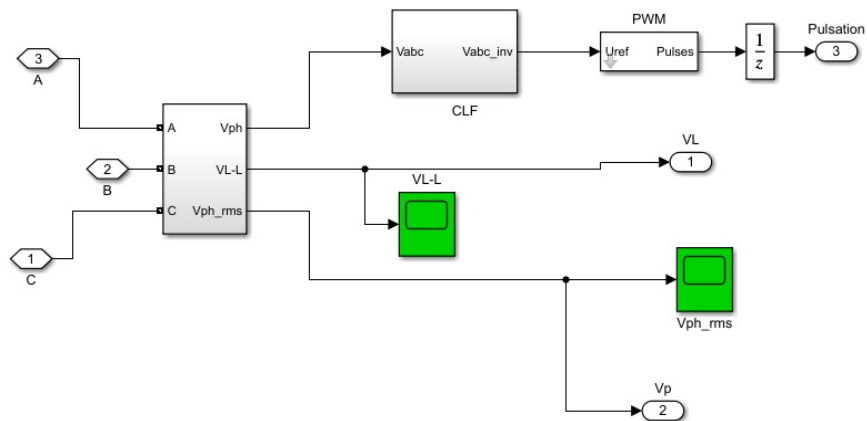 PWM
Pulsation
3
A
Vabc
Vabc_inv
Uref
Pulses
1
z
3
CLF
A
Vph
2
B
B
VL-L
VL
1
VL-L
C
Vph_rms
1
C
Vph_rms
Vp
2